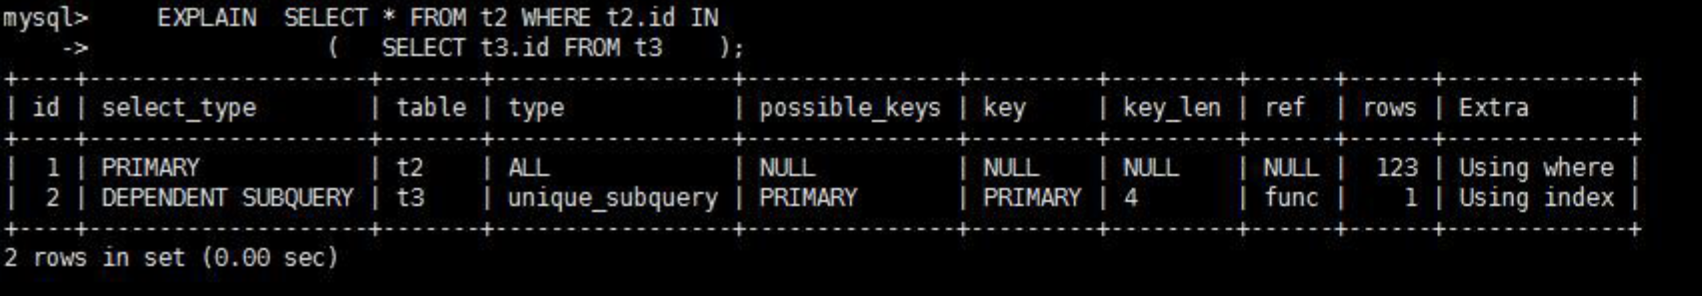 mysql>     EXPLAIN  SELECT * FROM t2 WHERE t2.id IN
    ->                 (   SELECT t3.id FROM t3    );
+----+--------------------+-------+-----------------+---------------+---------+---------+------+------+-------------+
| id | select_type        | table | type            | possible_keys | key     | key_len | ref  | rows | Extra       |
+----+--------------------+-------+-----------------+---------------+---------+---------+------+------+-------------+
|  1 | PRIMARY            | t2    | ALL             | NULL          | NULL    | NULL    | NULL |  123 | Using where |
|  2 | DEPENDENT SUBQUERY | t3    | unique_subquery | PRIMARY       | PRIMARY | 4       | func |    1 | Using index |
+----+--------------------+-------+-----------------+---------------+---------+---------+------+------+-------------+
2 rows in set (0.00 sec)